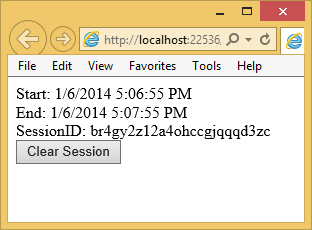 http://localhost:22536,
File Edit View Favorites Tools Help
Start: 1/6/2014 5:06:55 PM
End: 1/6/2014 5:07:55 PM
SessionID: br4gy2z12a4ohccgjqqqd3zc
Clear Session